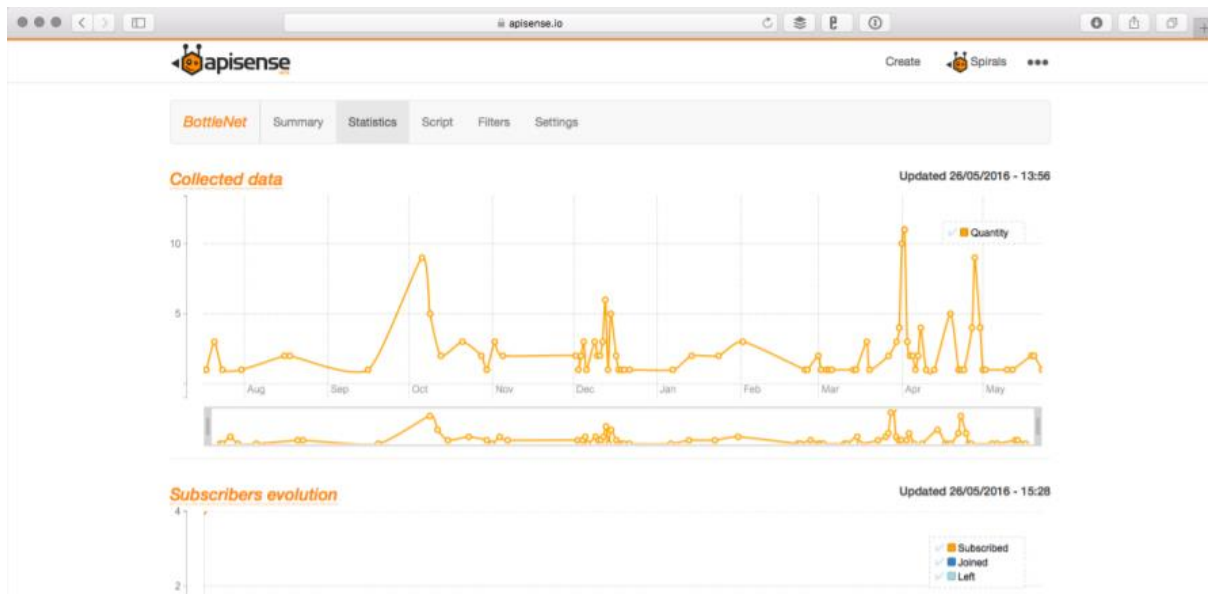 apisense.io
apisense
Create Spirals
BottleNet Summary Statistics Script Filters Settings
Collected data Updated 26/05/2016 - 13:56
Quantity
10
5
Aug Sep Oct Nov Dec Jan Feb Mar Apr May
Subscribers evolution Updated 26/05/2016 - 15:28
4
Subscribed
Joined
Left
2